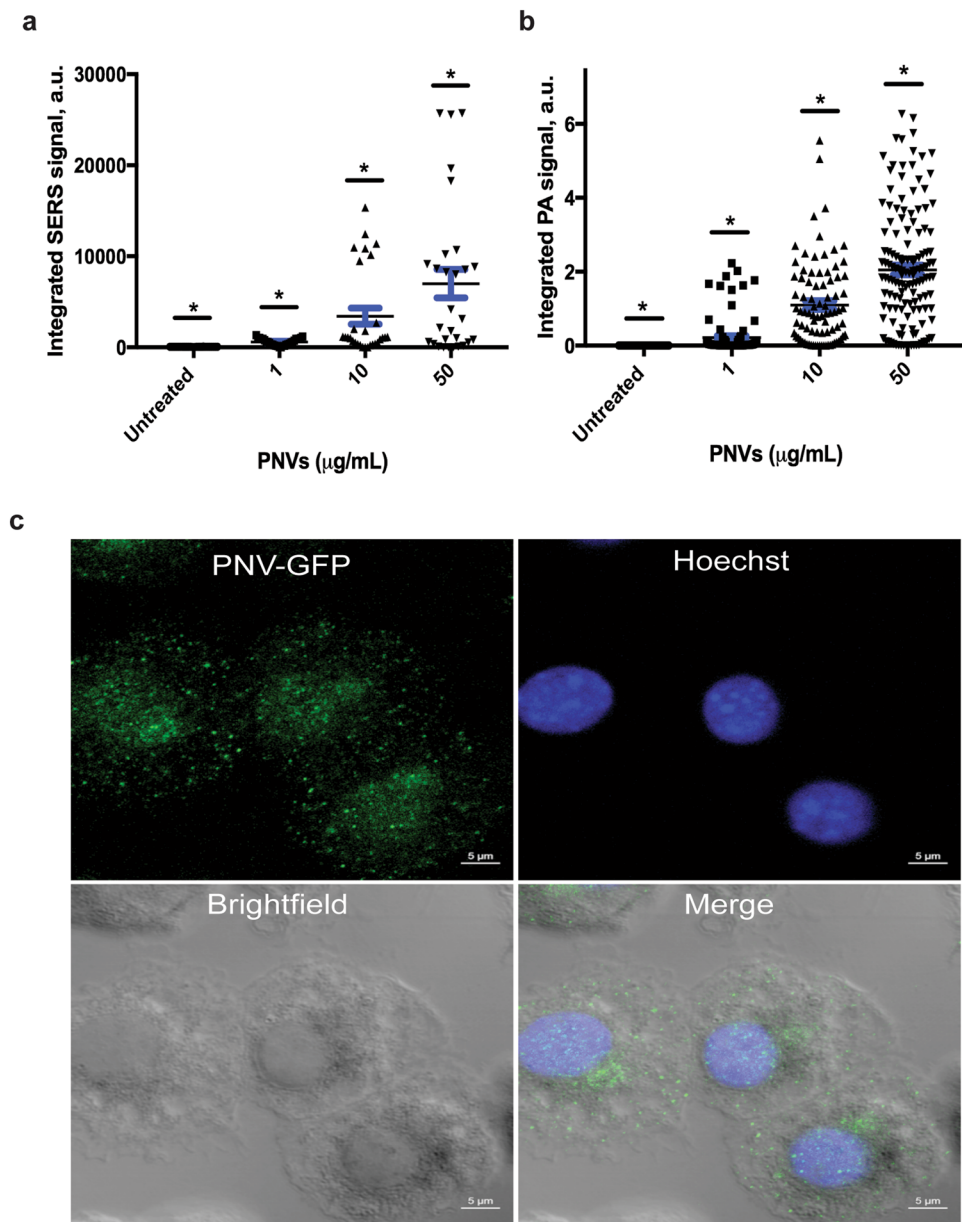 a
Integrated SERS signal, a.u.
30000
20000
10000
0
*
*
*
*
Untreated
1
10
50
PNVs (μg/mL)
b
Integrated PA signal, a.u.
6
4
2
0
*
*
*
*
Untreated
1
10
50
PNVs (μg/mL)
c
PNV-GFP
5 μm
Hoechst
5 μm
Brightfield
5 μm
Merge
5 μm